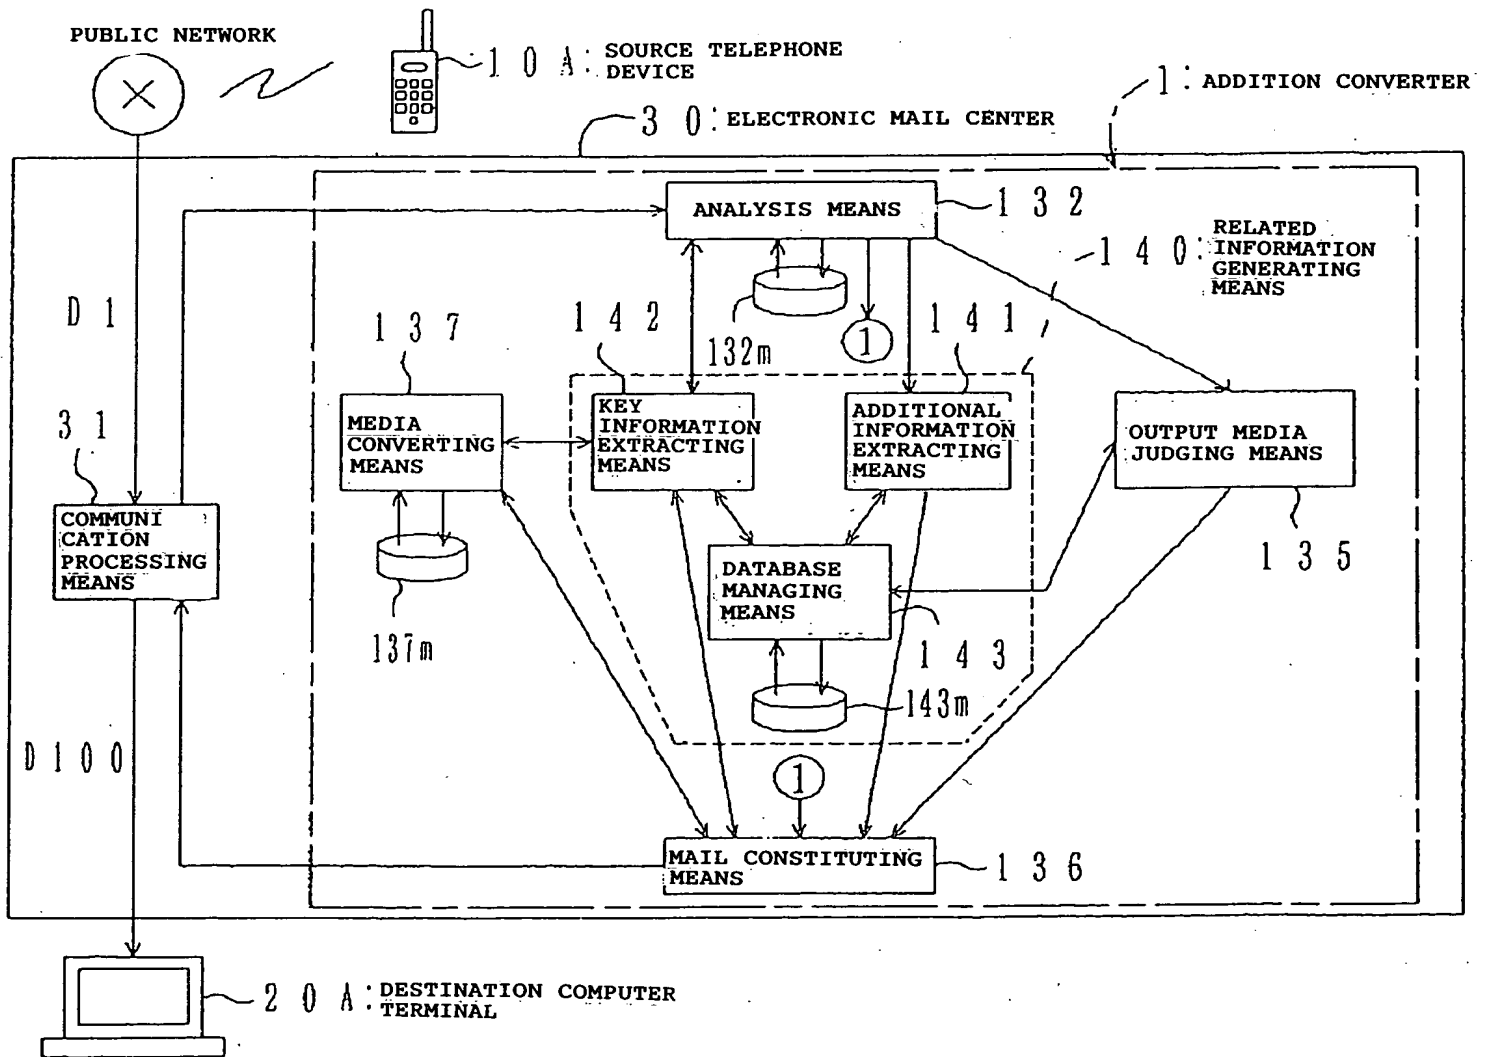 PUBLIC NETWORK
10A: SOURCE TELEPHONE
DEVICE
1: ADDITION CONVERTER
30: ELECTRONIC MAIL CENTER
ANALYSIS MEANS
132
140: RELATED
INFORMATION
GENERATING
MEANS
D1
137
142
132m
1
141
31
MEDIA
CONVERTING
MEANS
KEY
INFORMATION
EXTRACTING
MEANS
ADDITIONAL
INFORMATION
EXTRACTING
MEANS
OUTPUT MEDIA
JUDGING MEANS
135
COMMUNI
CATION
PROCESSING
MEANS
DATABASE
MANAGING
MEANS
137m
143
143m
D100
1
MAIL CONSTITUTING
MEANS
136
20A: DESTINATION COMPUTER
TERMINAL